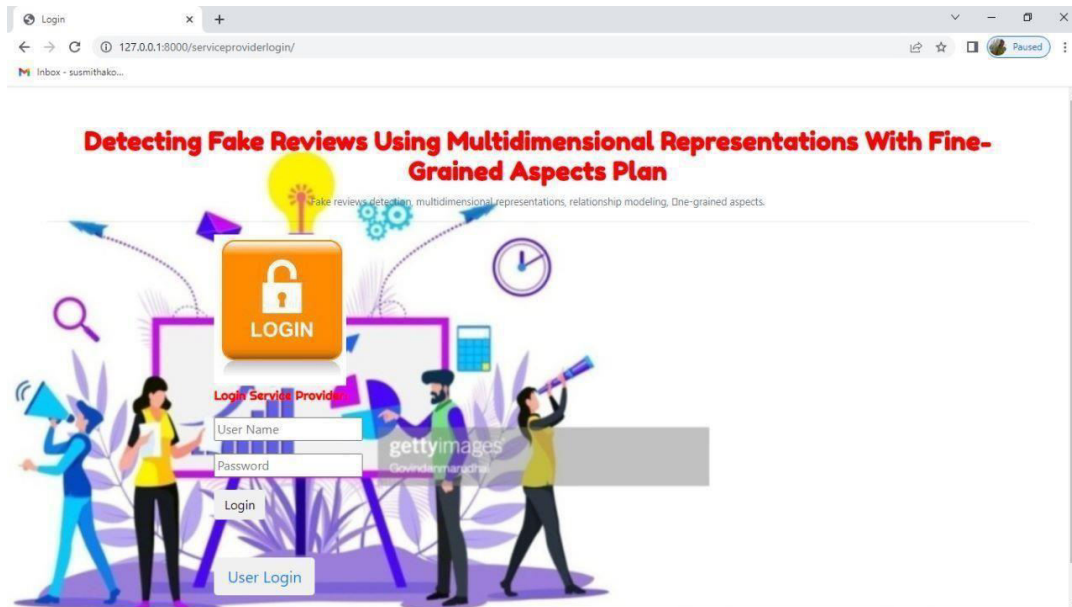 Login
127.0.0.1:8000/serviceproviderlogin/
Paused
Inbox - susmithako...
Detecting Fake Reviews Using Multidimensional Representations With Fine-
Grained Aspects Plan
Fake reviews detection, multidimensional representations, relationship modeling, ine-grained aspects.
LOGIN
Login Service Provider
User Name
gettyimages®
Password
Govindanmarudhai
Login
User Login